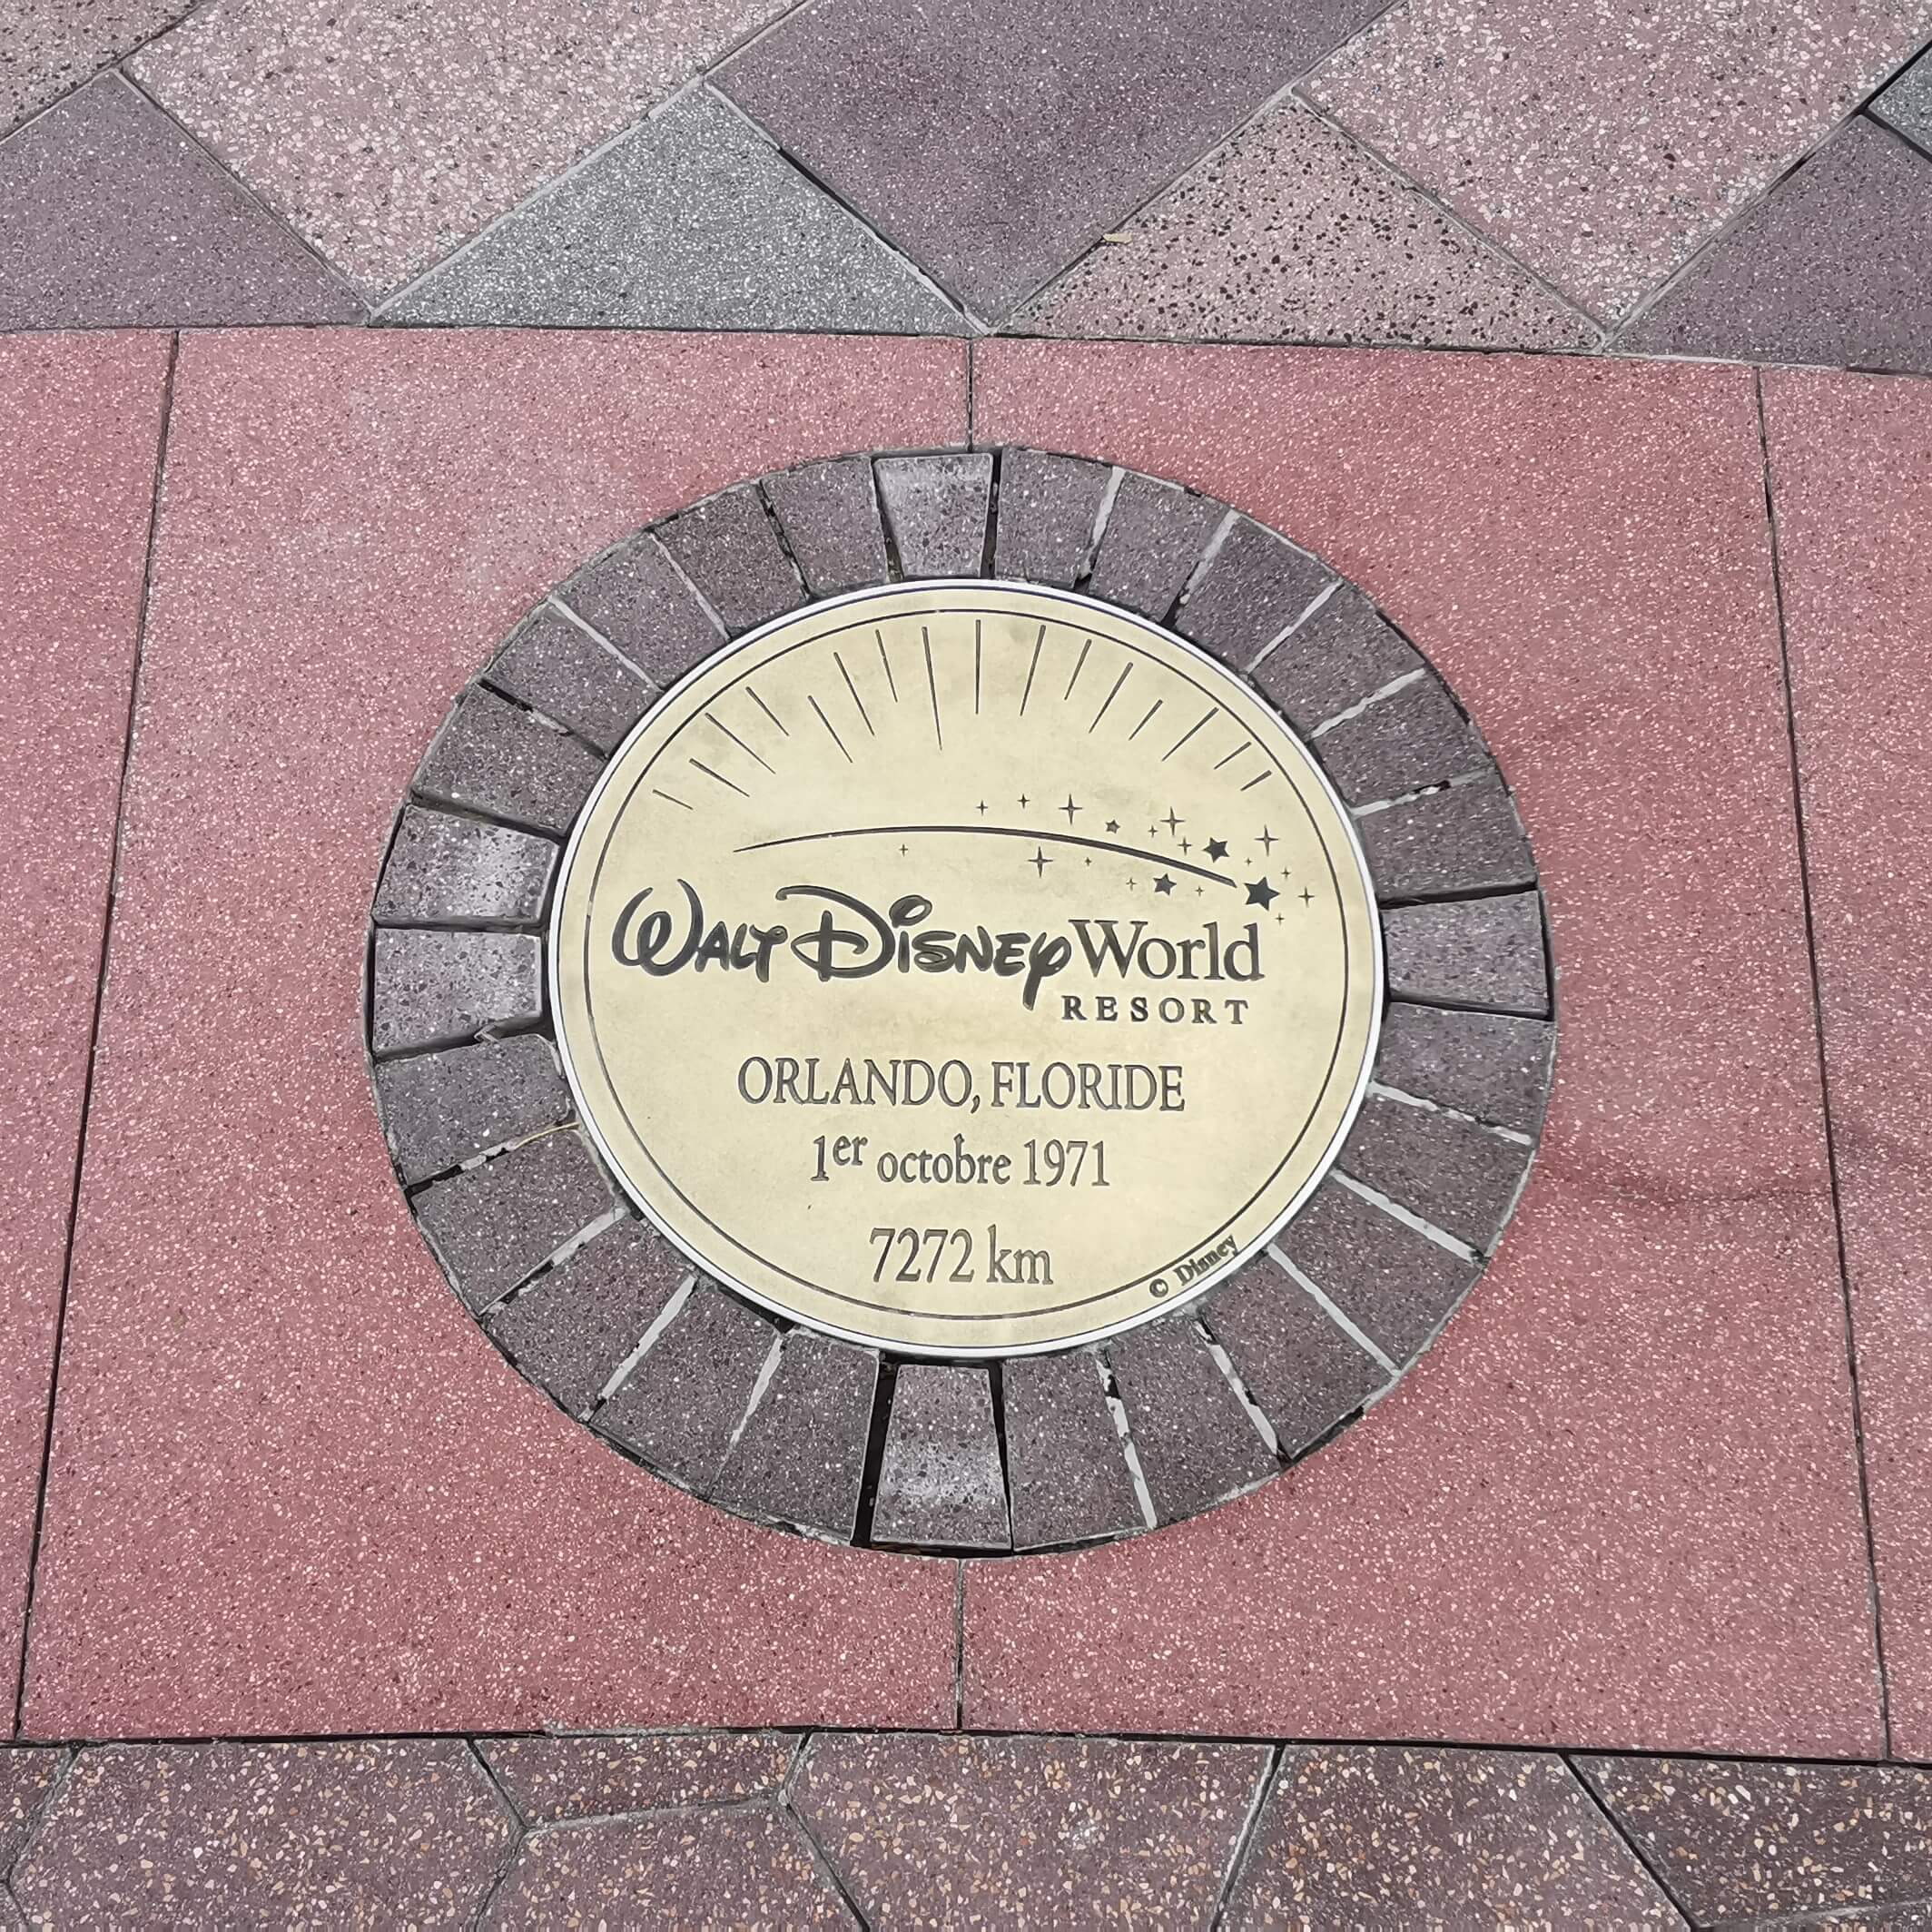 WALT DISNEY World
RESORT
ORLANDO, FLORIDE
1er octobre 1971
7272 km
© Disney